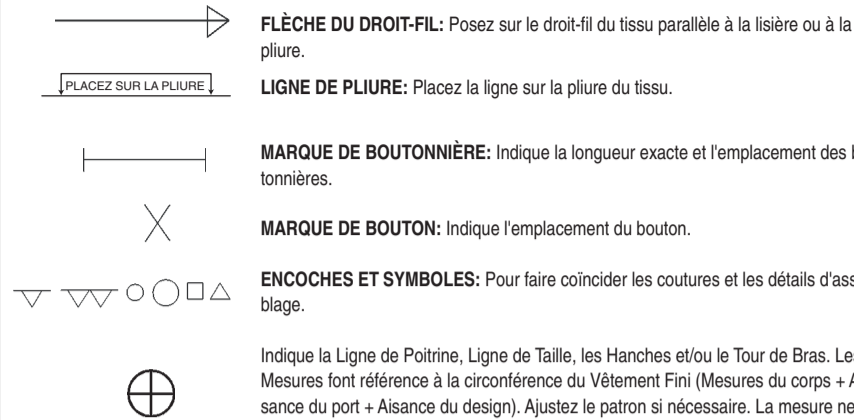 FLÈCHE DU DROIT-FIL: Posez sur le droit-fil du tissu parallèle à la lisière ou à la
pliure.
PLACEZ SUR LA PLIURE
LIGNE DE PLIURE: Placez la ligne sur la pliure du tissu.
MARQUE DE BOUTONNIÈRE: Indique la longueur exacte et l'emplacement des
tonnières.
MARQUE DE BOUTON: Indique l'emplacement du bouton.
ENCOCHES ET SYMBOLES: Pour faire coïncider les coutures et les détails
blage.
Indique la Ligne de Poitrine, Ligne de Taille, les Hanches et/ou le Tour de Bras.
Mesures font référence à la circonférence du Vêtement Fini (Mesures du corps +
sance du port + Aisance du design). Ajustez le patron si nécessaire. La mesure ne